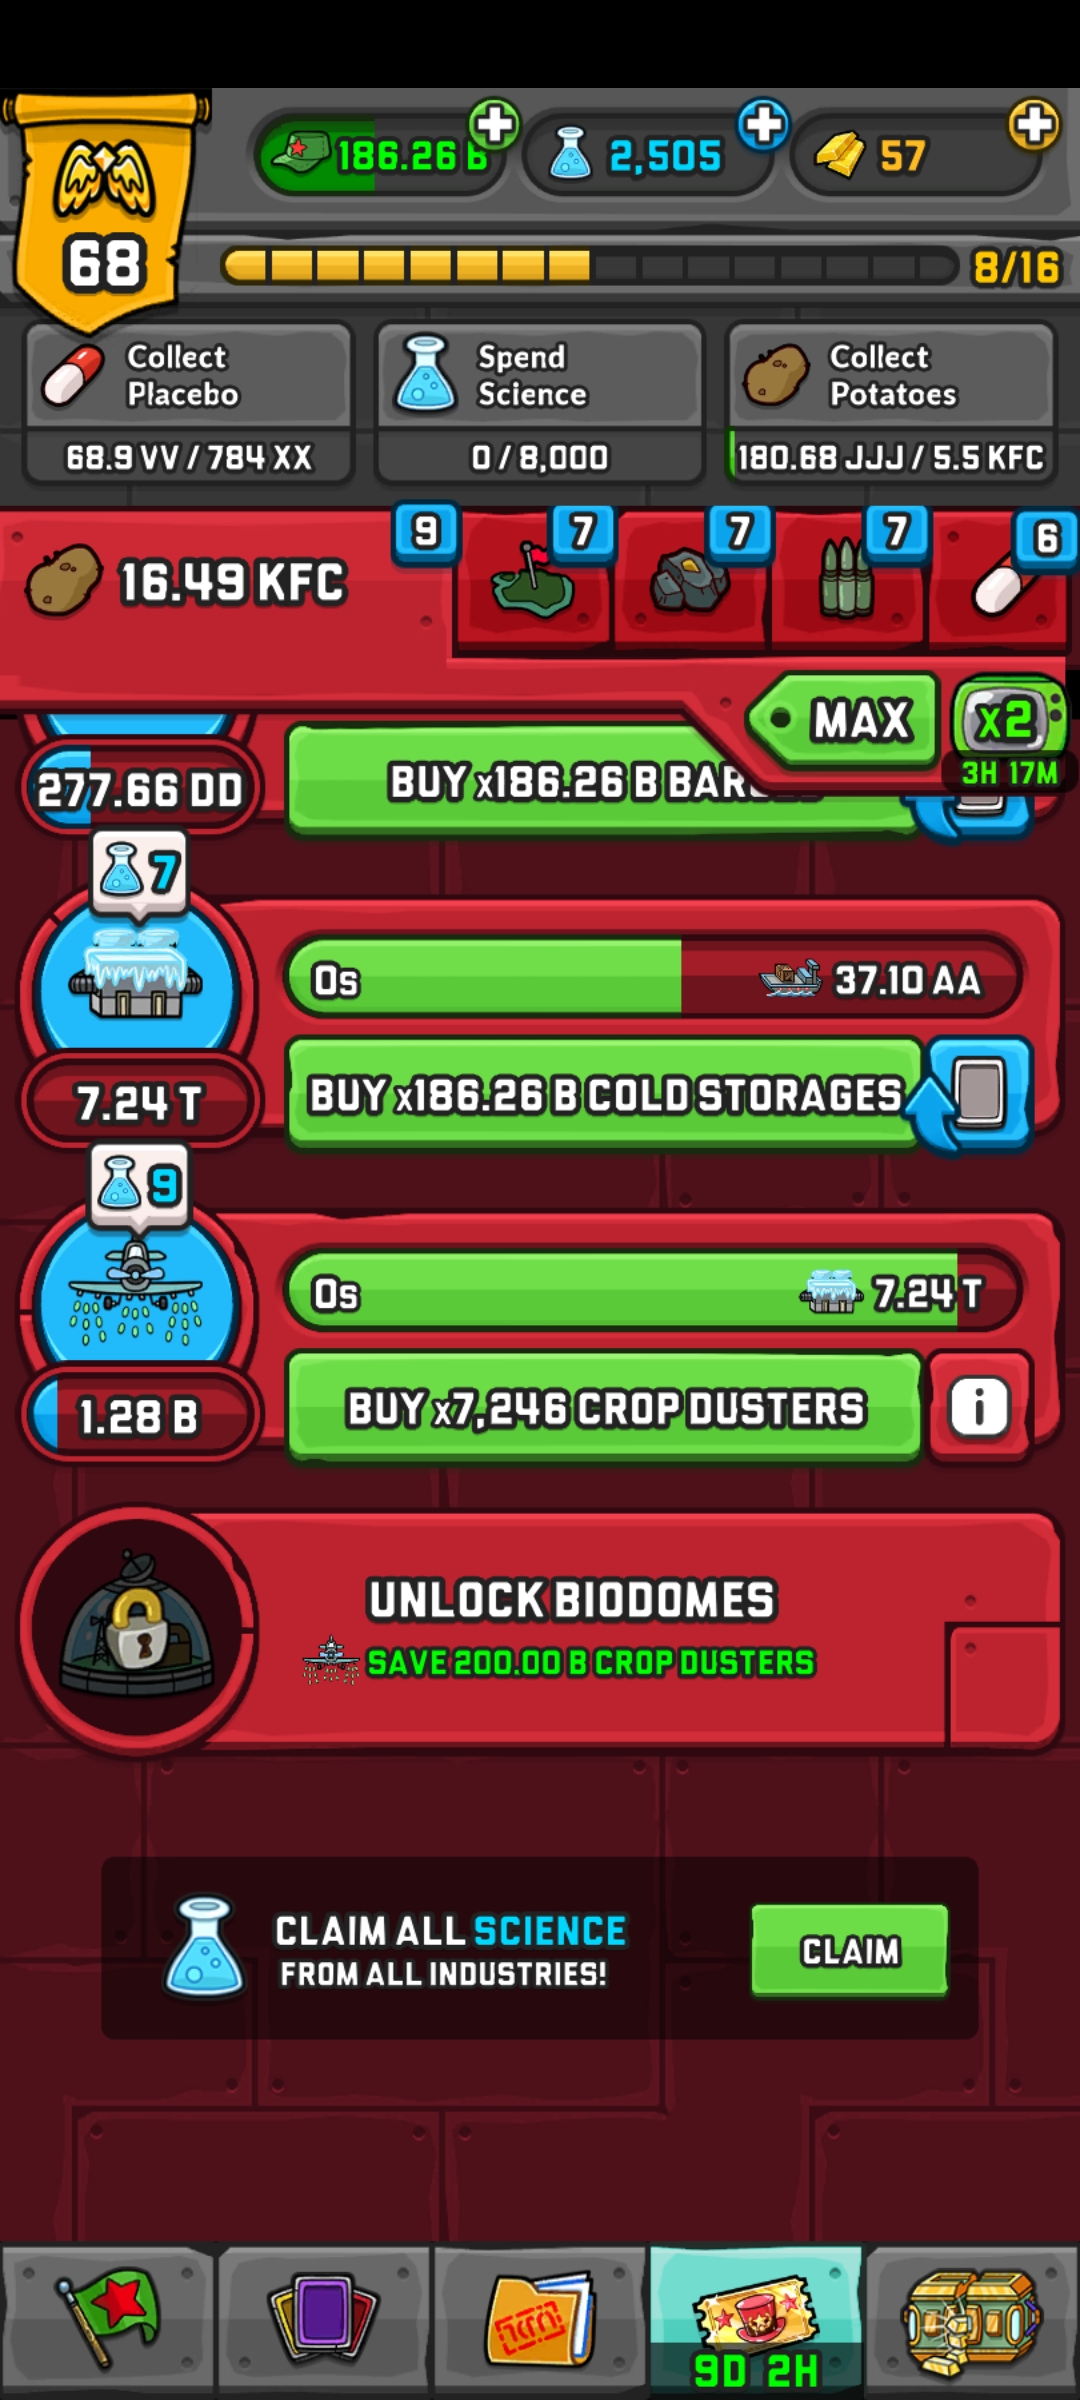 68
186.26 B
2,505
57
8/16
Collect
Placebo
68.9 VV / 784 XX
Spend
Science
0 / 8,000
Collect
Potatoes
180.68 JJJ / 5.5 KFC
16.49 KFC
9
7
7
7
6
MAX
x2
3H 17M
277.66 DD
BUY x186.26 B
7
0s
37.10 AA
7.24 T
BUY x186.26 B COLD STORAGES
9
0s
7.24 T
1.28 B
BUY x7,246 CROP DUSTERS
i
UNLOCK BIODOMES
SAVE 200.00 B CROP DUSTERS
CLAIM ALL SCIENCE
FROM ALL INDUSTRIES!
CLAIM
9D 2H